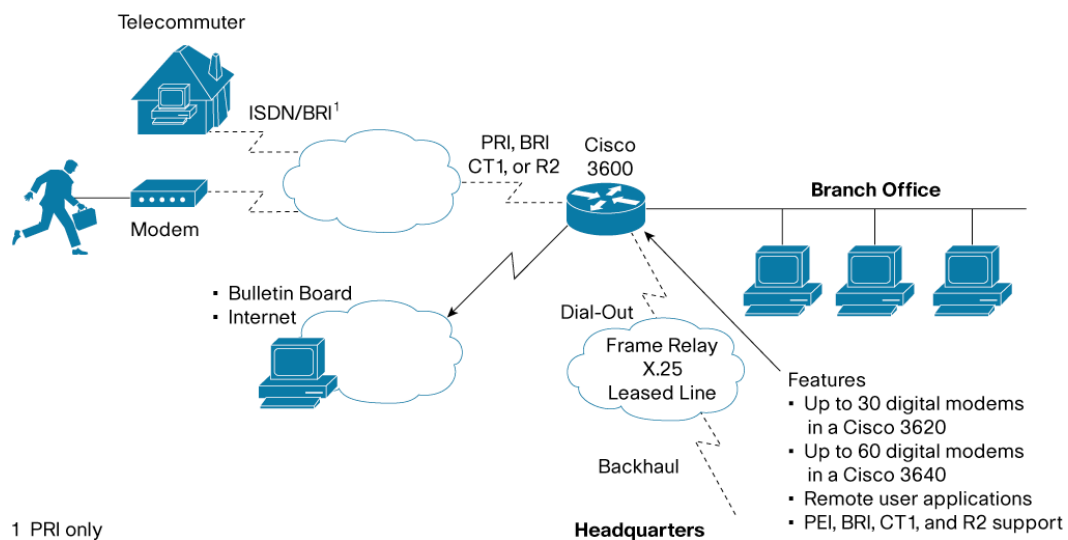 Telecommuter
ISDN/BRI¹
PRI, BRI
CT1, or R2
Cisco
3600
Branch Office
Modem
▪ Bulletin Board
▪ Internet
Dial-Out
Frame Relay
X.25
Leased Line
Backhaul
Headquarters
Features
▪ Up to 30 digital modems
in a Cisco 3620
▪ Up to 60 digital modems
in a Cisco 3640
▪ Remote user applications
▪ PEI, BRI, CT1, and R2 support
1 PRI only